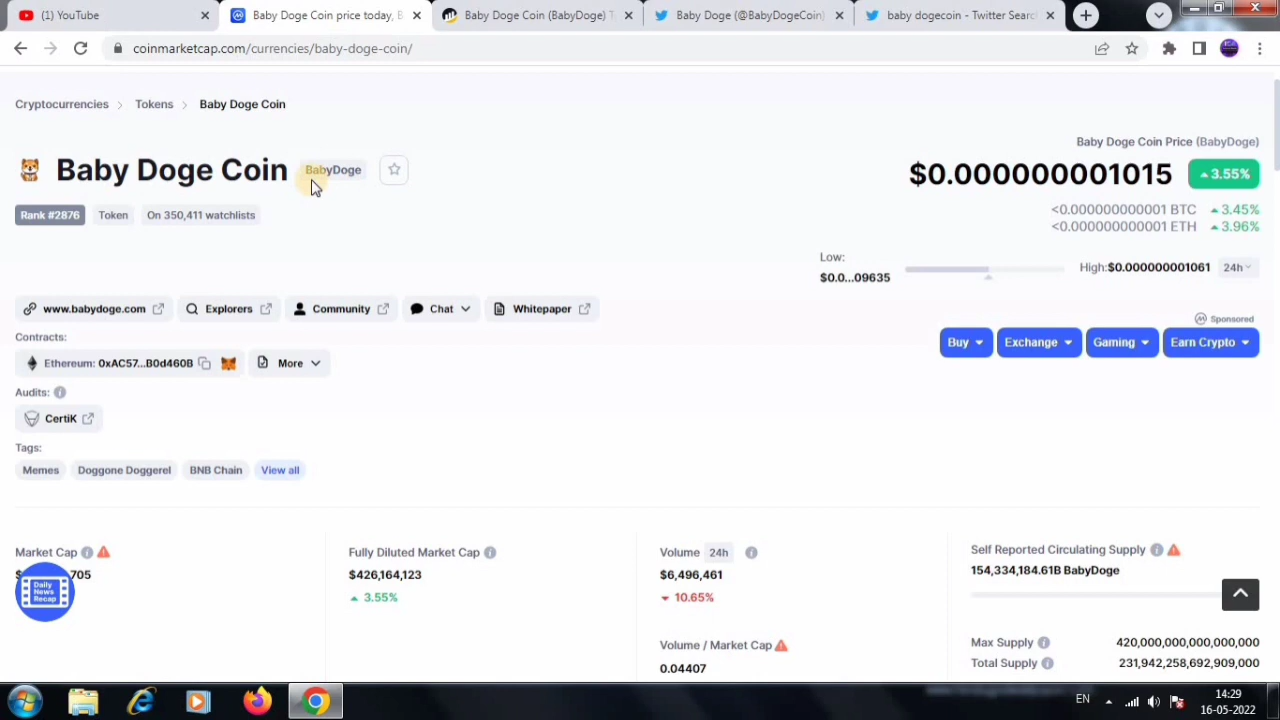 (1) YouTube
Baby Doge Coin price today, B
Baby Doge Coin (BabyDoge) T
Baby Doge (@BabyDogeCoin)
baby dogecoin - Twitter Searc
coinmarketcap.com/currencies/baby-doge-coin/
Cryptocurrencies > Tokens > Baby Doge Coin
Baby Doge Coin BabyDoge
Rank #2876 Token On 350,411 watchlists
Baby Doge Coin Price (BabyDoge)
$0.000000001015 3.55%
<0.000000000001 BTC 3.45%
<0.000000000001 ETH 3.96%
Low:
$0.0...09635
High:$0.000000001061 24h
www.babydoge.com Explorers Community Chat Whitepaper
Sponsored
Buy Exchange Gaming Earn Crypto
Contracts:
Ethereum: 0xAC57...B0d460B More
Audits:
CertiK
Tags:
Memes Doggone Doggerel BNB Chain View all
Market Cap
705
Daily
News
Recap
Fully Diluted Market Cap
$426,164,123
3.55%
Volume 24h
$6,496,461
10.65%
Volume / Market Cap
0.04407
Self Reported Circulating Supply
154,334,184.61B BabyDoge
Max Supply 420,000,000,000,000,000
Total Supply 231,942,258,692,909,000
EN
14:29
16-05-2022